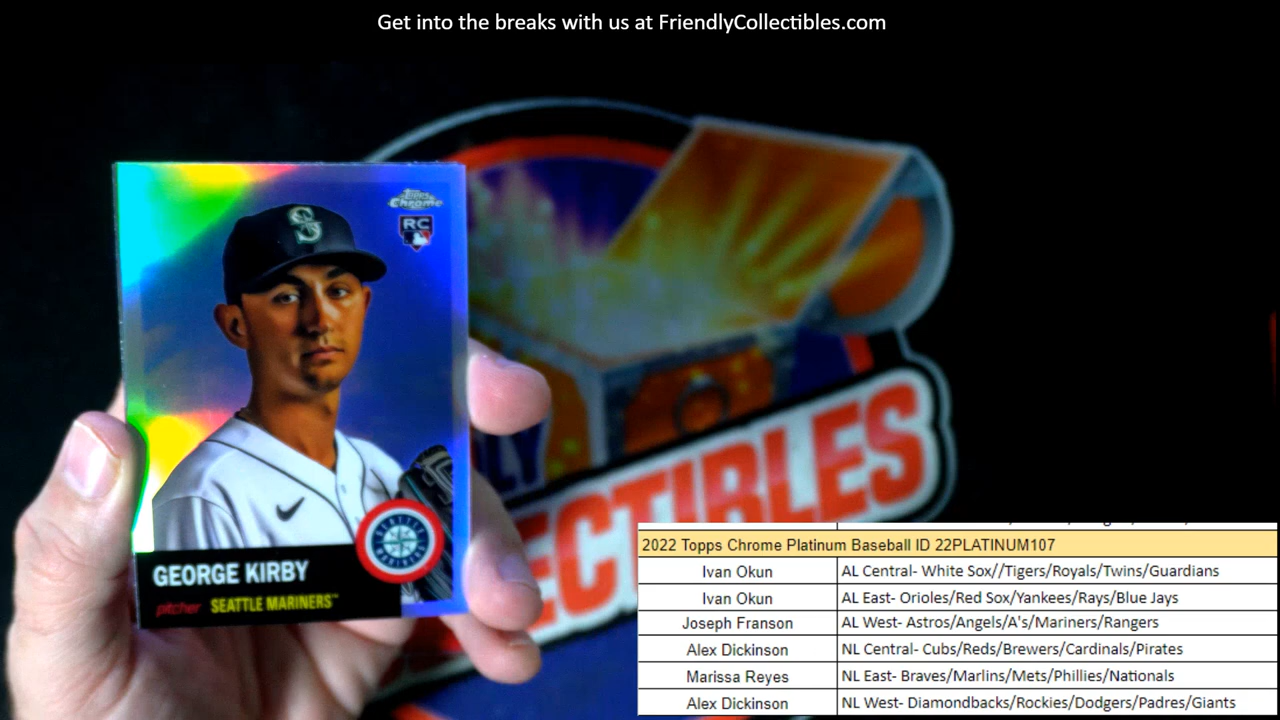 Get into the breaks with us at FriendlyCollectibles.com
Topps
Chrome
RC
S
SEATTLE
MARINERS
GEORGE KIRBY
pitcher SEATTLE MARINERS™
LY
ECTIBLES
2022 Topps Chrome Platinum Baseball ID 22PLATINUM107
Ivan Okun AL Central- White Sox//Tigers/Royals/Twins/Guardians
Ivan Okun AL East- Orioles/Red Sox/Yankees/Rays/Blue Jays
Joseph Franson AL West- Astros/Angels/A's/Mariners/Rangers
Alex Dickinson NL Central- Cubs/Reds/Brewers/Cardinals/Pirates
Marissa Reyes NL East- Braves/Marlins/Mets/Phillies/Nationals
Alex Dickinson NL West- Diamondbacks/Rockies/Dodgers/Padres/Giants